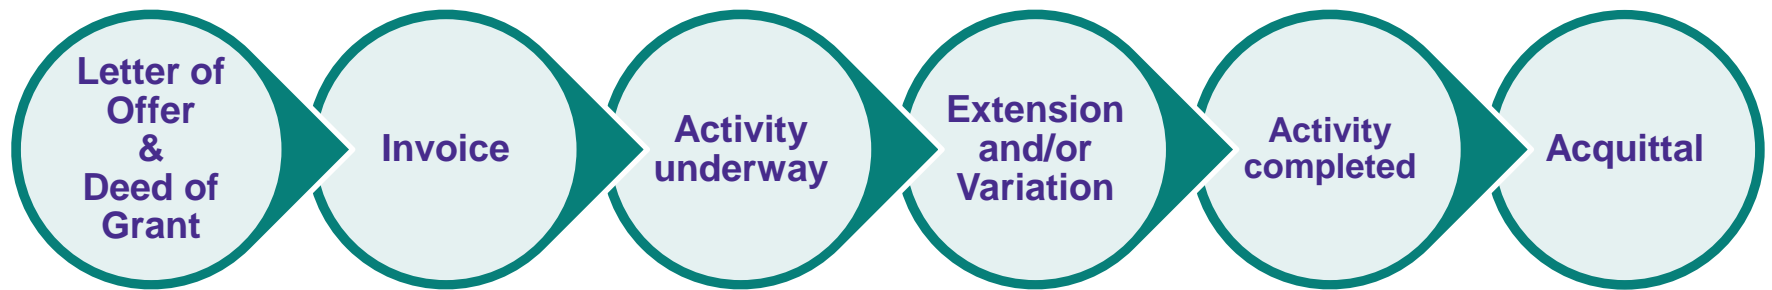 Letter of
Offer
&
Deed of
Grant
Invoice
Activity
underway
Extension
and/or
Variation
Activity
completed
Acquittal